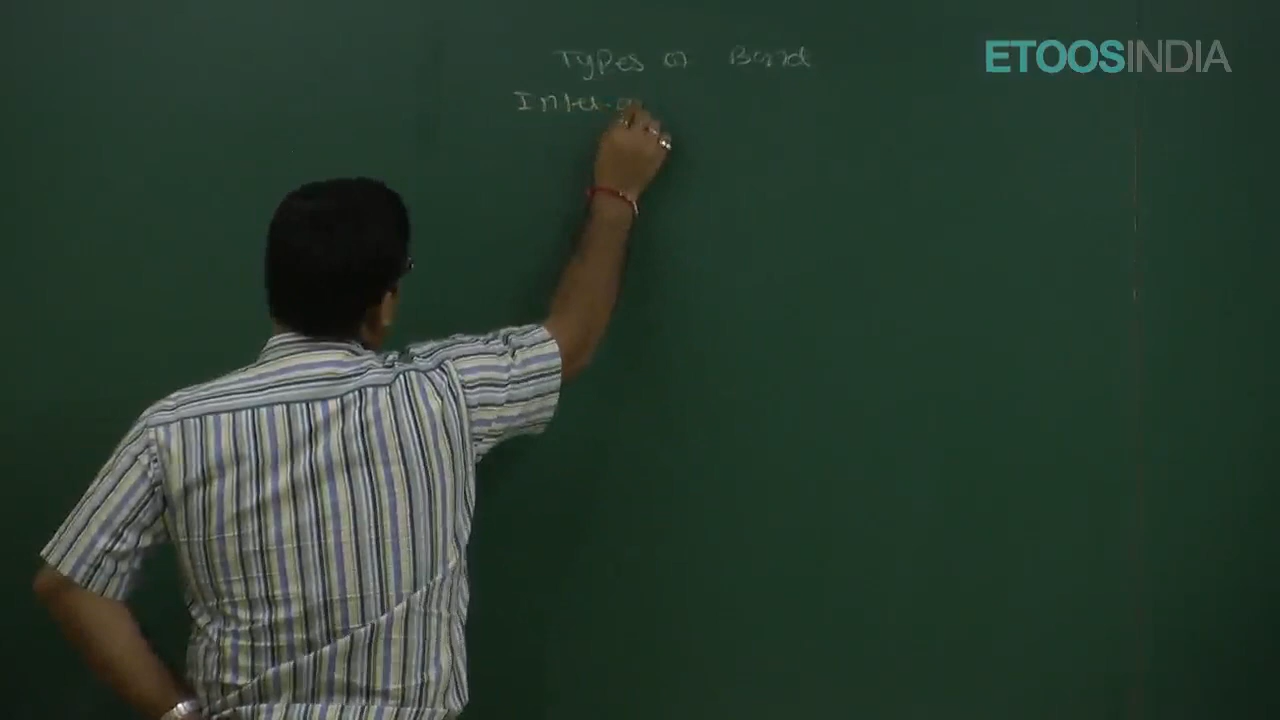 ETOOSINDIA
Types of Bond
Inter-